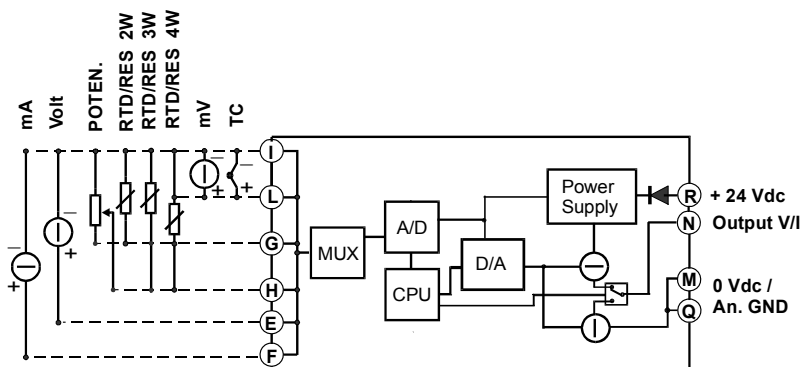 mA
Volt
POTEN.
RTD/RES 2W
RTD/RES 3W
RTD/RES 4W
mV
TC
I
L
G
H
E
F
MUX
A/D
CPU
D/A
Power
Supply
R
+ 24 Vdc
N
Output V/I
M
0 Vdc /
Q
An. GND